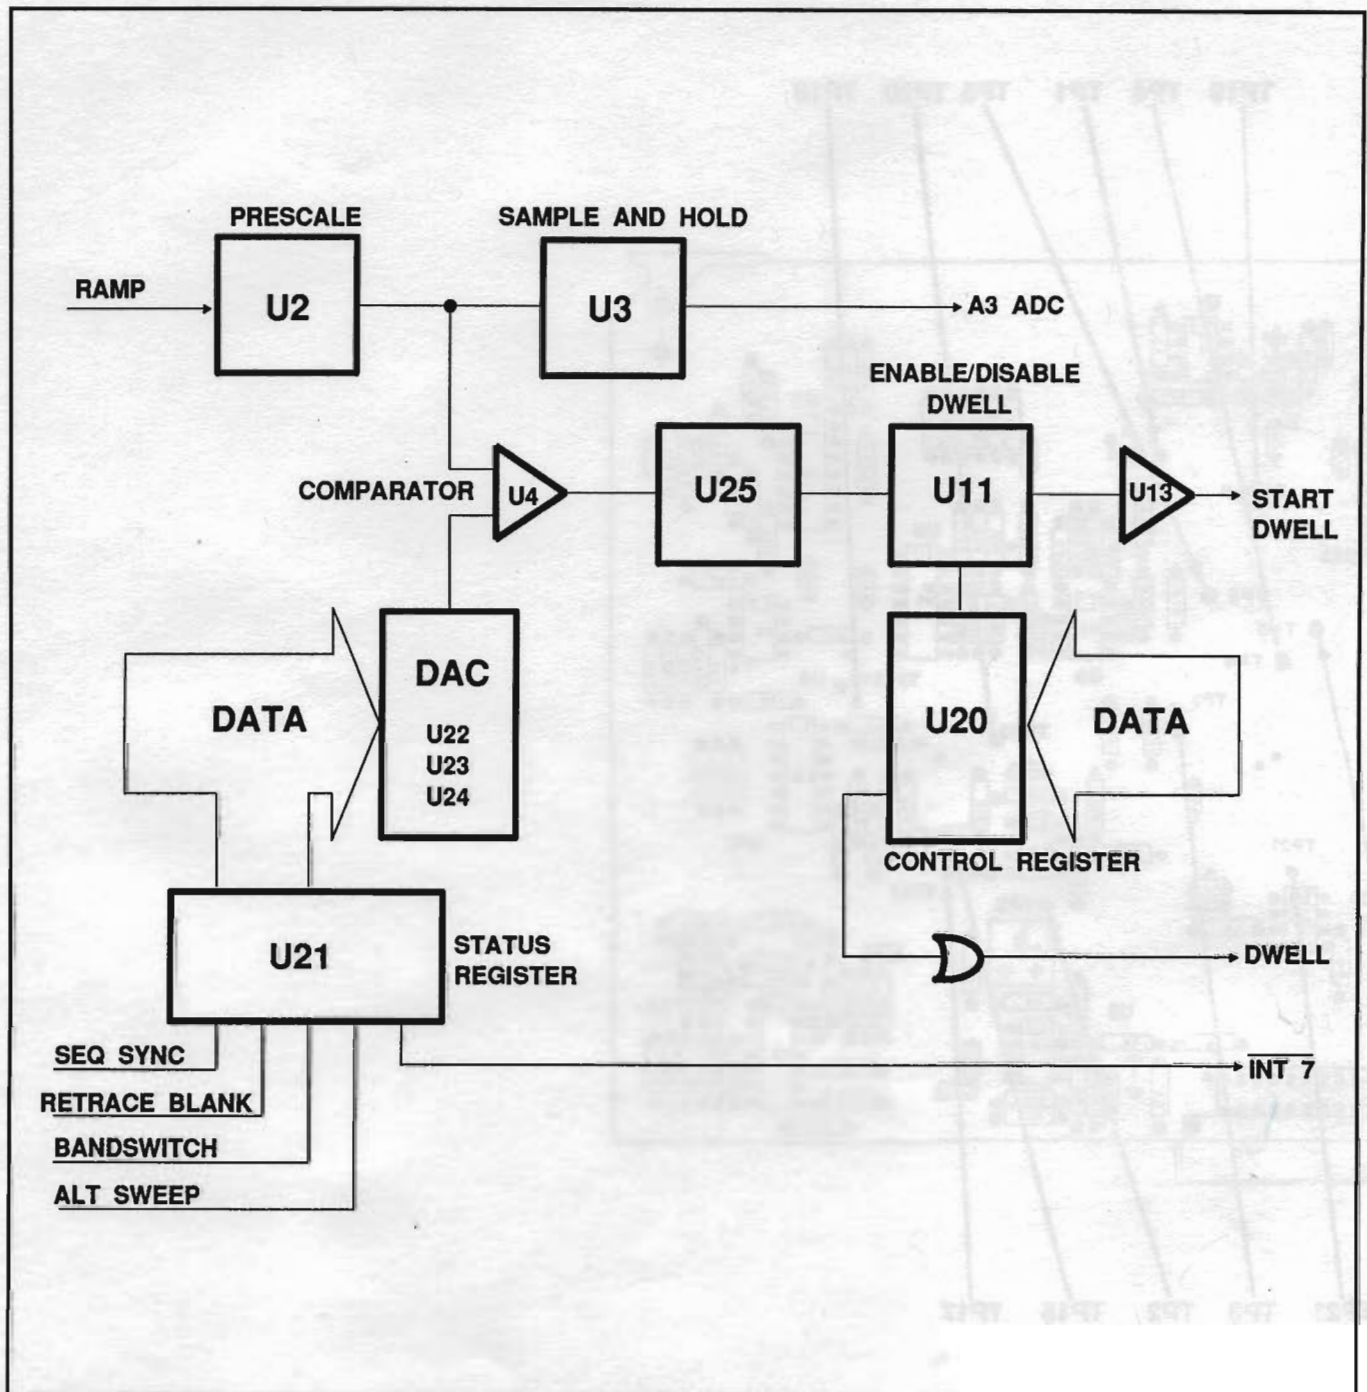 PRESCALE
SAMPLE AND HOLD
RAMP
U2
U3
A3 ADC
ENABLE/DISABLE
DWELL
COMPARATOR
U4
U25
U11
U13
START
DWELL
DATA
DAC
U22
U23
U24
U20
DATA
CONTROL REGISTER
U21
STATUS
REGISTER
DWELL
SEQ SYNC
INT 7
RETRACE BLANK
BANDSWITCH
ALT SWEEP